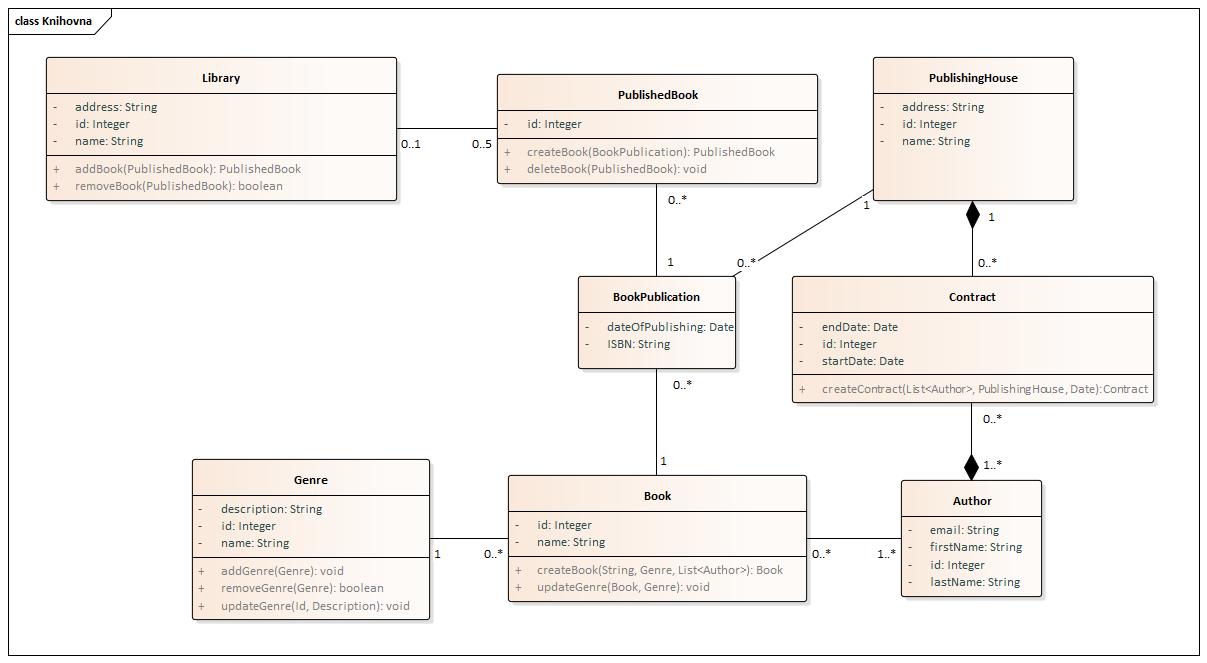 class Knihovna
Library
- address: String
- id: Integer
- name: String
+ addBook(PublishedBook): PublishedBook
+ removeBook(PublishedBook): boolean
0..1
0..5
PublishedBook
- id: Integer
+ createBook(BookPublication): PublishedBook
+ deleteBook(PublishedBook): void
0..*
1
PublishingHouse
- address: String
- id: Integer
- name: String
1
0..*
1
0..*
BookPublication
- dateOfPublishing: Date
- ISBN: String
0..*
1
Contract
- endDate: Date
- id: Integer
- startDate: Date
+ createContract(List<Author>, PublishingHouse, Date):Contract
0..*
1..*
Genre
- description: String
- id: Integer
- name: String
+ addGenre(Genre): void
+ removeGenre(Genre): boolean
+ updateGenre(Id, Description): void
1
0..*
Book
- id: Integer
- name: String
+ createBook(String, Genre, List<Author>): Book
+ updateGenre(Book, Genre): void
0..*
1..*
Author
- email: String
- firstName: String
- id: Integer
- lastName: String